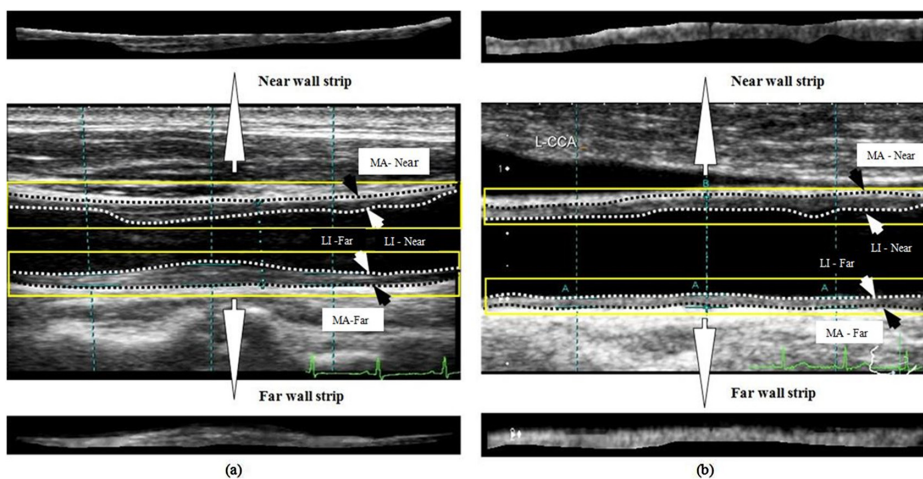 Near wall strip
MA- Near
LI -Far
LI - Near
MA-Far
Far wall strip
(a)
Near wall strip
L-CCA
1
MA - Near
B
LI - Near
LI - Far
A
A
A
MA - Far
Far wall strip
(b)